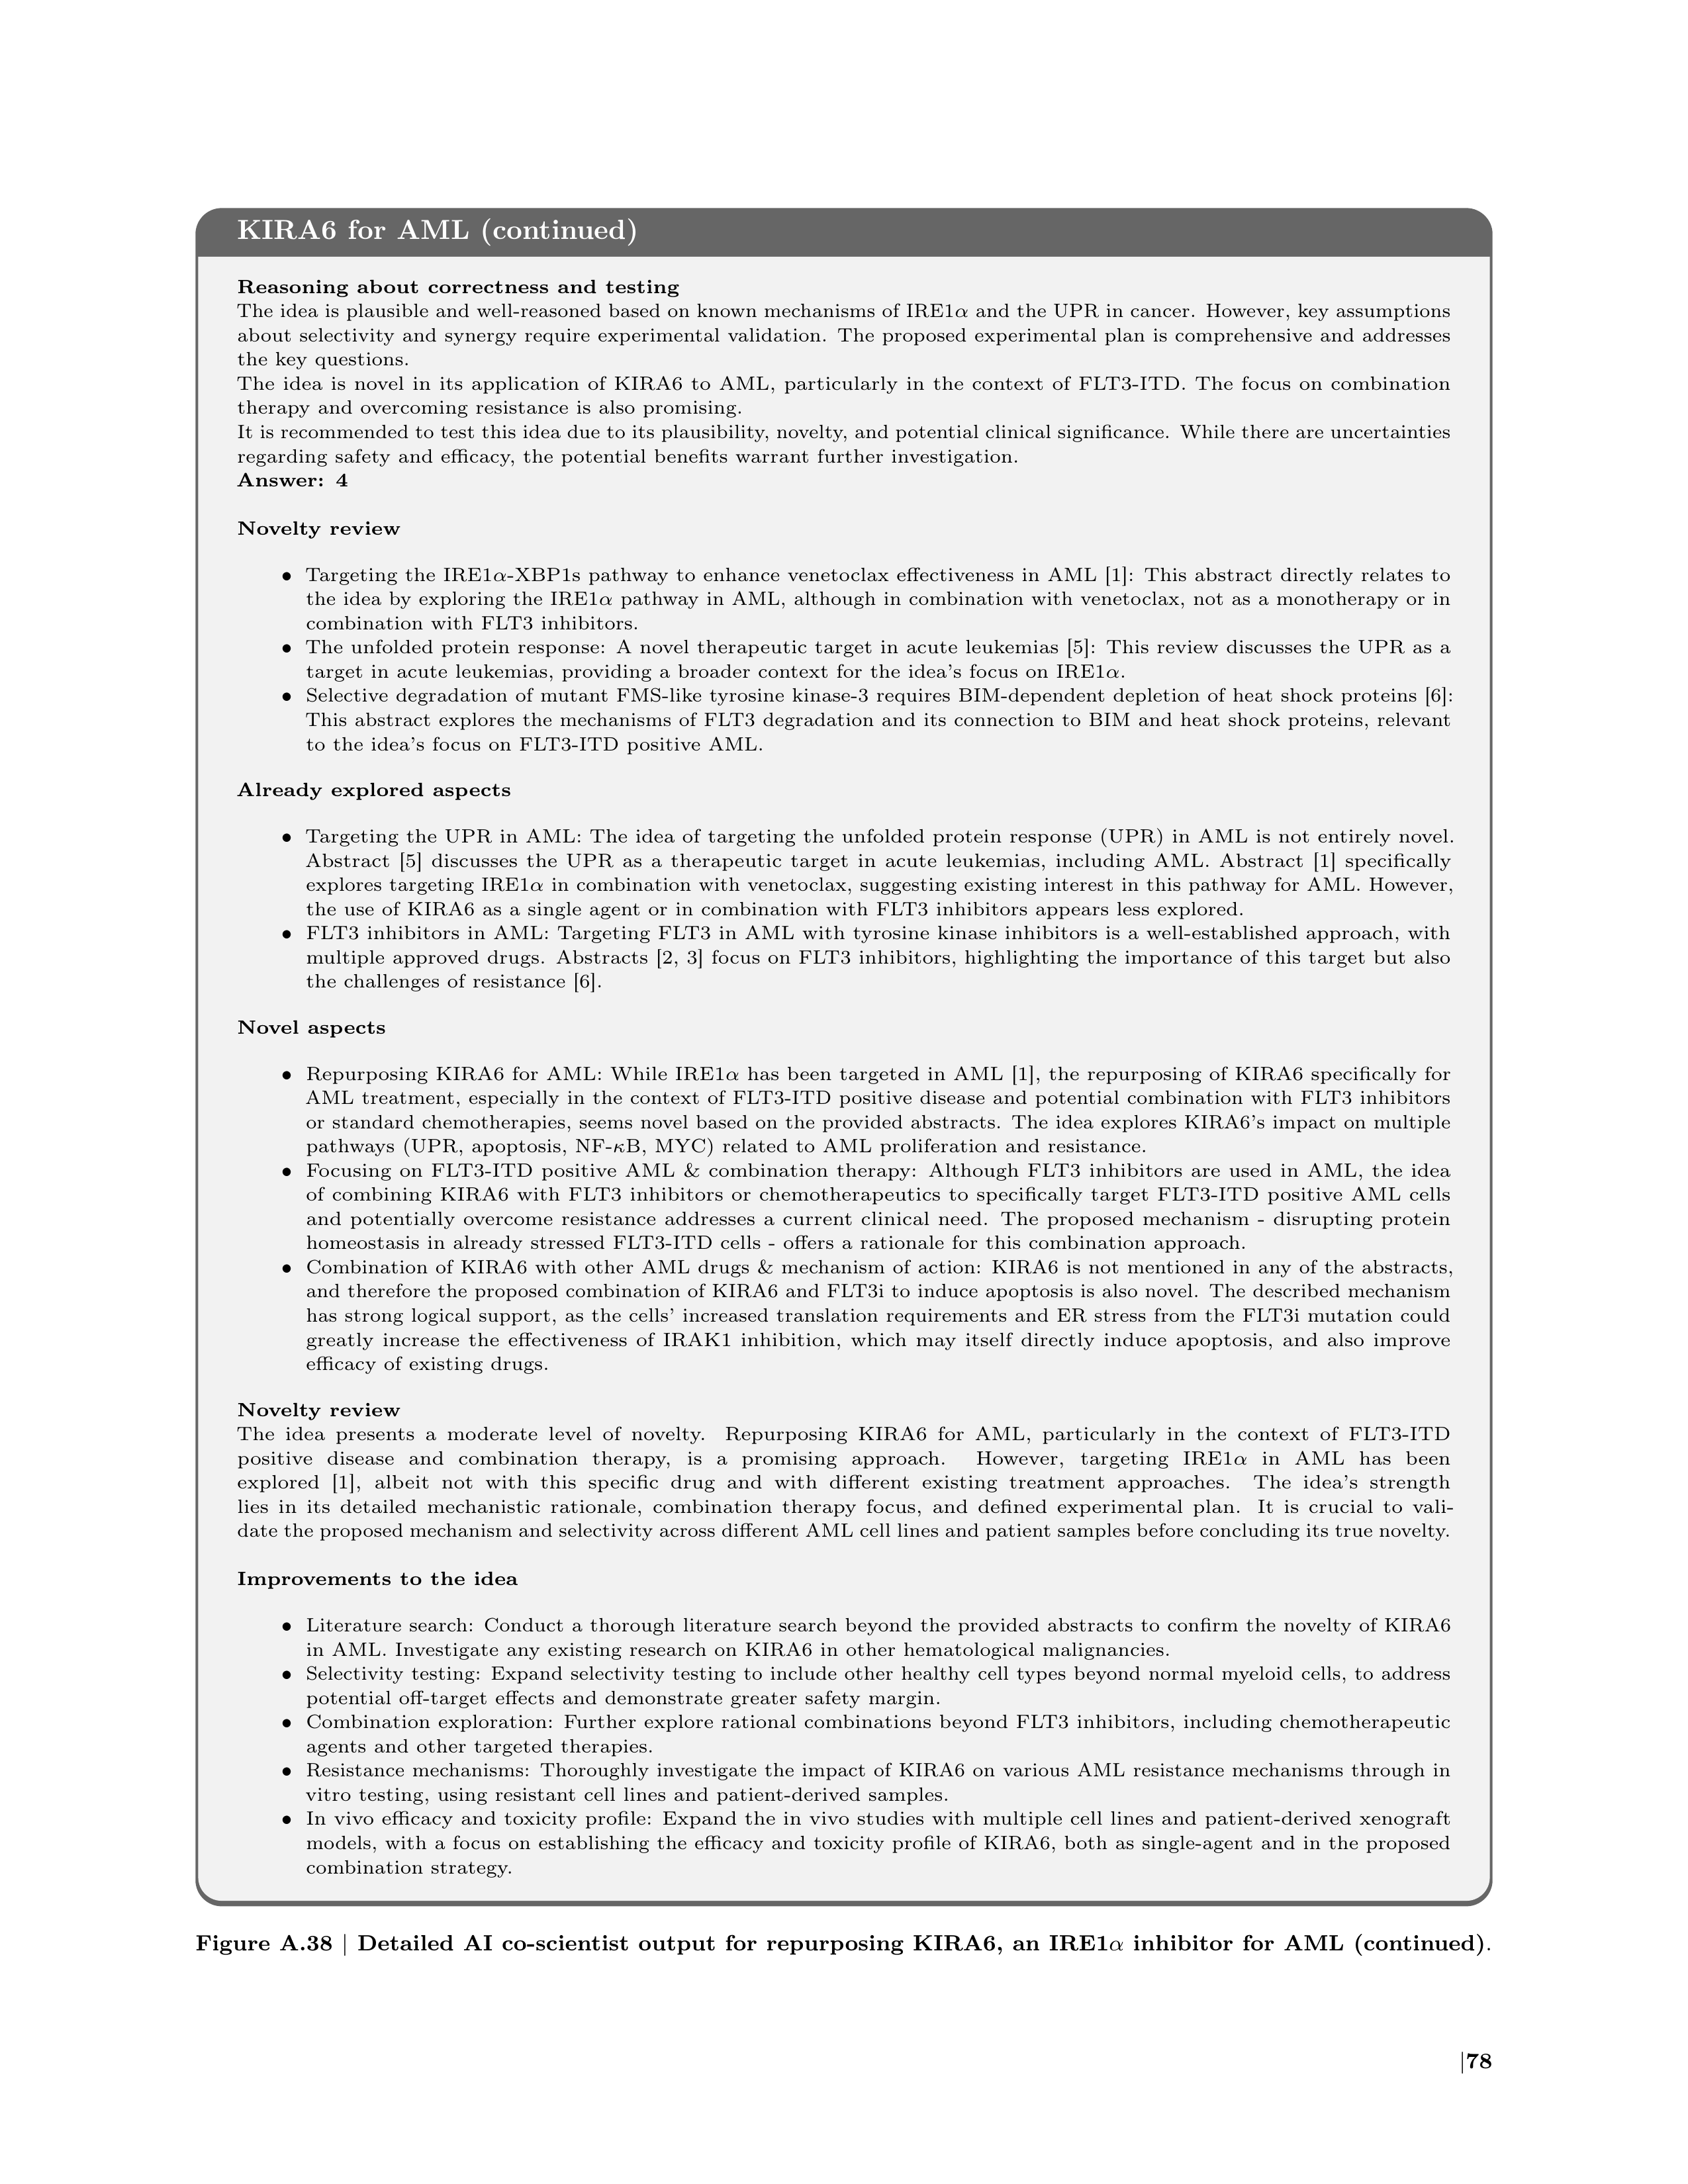 KIRA6 for AML (continued)
Reasoning about correctness and testing
The idea is plausible and well-reasoned based on known mechanisms of IRE1α and the UPR in cancer. However, key assumptions
about selectivity and synergy require experimental validation. The proposed experimental plan is comprehensive and addresses
the key questions.
The idea is novel in its application of KIRA6 to AML, particularly in the context of FLT3-ITD. The focus on combination
therapy and overcoming resistance is also promising.
It is recommended to test this idea due to its plausibility, novelty, and potential clinical significance. While there are uncertainties
regarding safety and efficacy, the potential benefits warrant further investigation.
Answer: 4
Novelty review
• Targeting the IRE1α-XBP1s pathway to enhance venetoclax effectiveness in AML [1]: This abstract directly relates to
the idea by exploring the IRE1α pathway in AML, although in combination with venetoclax, not as a monotherapy or in
combination with FLT3 inhibitors.
• The unfolded protein response: A novel therapeutic target in acute leukemias [5]: This review discusses the UPR as a
target in acute leukemias, providing a broader context for the idea's focus on IRE1α.
• Selective degradation of mutant FMS-like tyrosine kinase-3 requires BIM-dependent depletion of heat shock proteins [6]:
This abstract explores the mechanisms of FLT3 degradation and its connection to BIM and heat shock proteins, relevant
to the idea's focus on FLT3-ITD positive AML.
Already explored aspects
• Targeting the UPR in AML: The idea of targeting the unfolded protein response (UPR) in AML is not entirely novel.
Abstract [5] discusses the UPR as a therapeutic target in acute leukemias, including AML. Abstract [1] specifically
explores targeting IRE1α in combination with venetoclax, suggesting existing interest in this pathway for AML. However,
the use of KIRA6 as a single agent or in combination with FLT3 inhibitors appears less explored.
• FLT3 inhibitors in AML: Targeting FLT3 in AML with tyrosine kinase inhibitors is a well-established approach, with
multiple approved drugs. Abstracts [2, 3] focus on FLT3 inhibitors, highlighting the importance of this target but also
the challenges of resistance [6].
Novel aspects
• Repurposing KIRA6 for AML: While IRE1α has been targeted in AML [1], the repurposing of KIRA6 specifically for
AML treatment, especially in the context of FLT3-ITD positive disease and potential combination with FLT3 inhibitors
or standard chemotherapies, seems novel based on the provided abstracts. The idea explores KIRA6's impact on multiple
pathways (UPR, apoptosis, NF-κB, MYC) related to AML proliferation and resistance.
• Focusing on FLT3-ITD positive AML & combination therapy: Although FLT3 inhibitors are used in AML, the idea
of combining KIRA6 with FLT3 inhibitors or chemotherapeutics to specifically target FLT3-ITD positive AML cells
and potentially overcome resistance addresses a current clinical need. The proposed mechanism - disrupting protein
homeostasis in already stressed FLT3-ITD cells - offers a rationale for this combination approach.
• Combination of KIRA6 with other AML drugs & mechanism of action: KIRA6 is not mentioned in any of the abstracts,
and therefore the proposed combination of KIRA6 and FLT3i to induce apoptosis is also novel. The described mechanism
has strong logical support, as the cells' increased translation requirements and ER stress from the FLT3i mutation could
greatly increase the effectiveness of IRAK1 inhibition, which may itself directly induce apoptosis, and also improve
efficacy of existing drugs.
Novelty review
The idea presents a moderate level of novelty. Repurposing KIRA6 for AML, particularly in the context of FLT3-ITD
positive disease and combination therapy, is a promising approach. However, targeting IRE1α in AML has been
explored [1], albeit not with this specific drug and with different existing treatment approaches. The idea's strength
lies in its detailed mechanistic rationale, combination therapy focus, and defined experimental plan. It is crucial to vali-
date the proposed mechanism and selectivity across different AML cell lines and patient samples before concluding its true novelty.
Improvements to the idea
• Literature search: Conduct a thorough literature search beyond the provided abstracts to confirm the novelty of KIRA6
in AML. Investigate any existing research on KIRA6 in other hematological malignancies.
• Selectivity testing: Expand selectivity testing to include other healthy cell types beyond normal myeloid cells, to address
potential off-target effects and demonstrate greater safety margin.
• Combination exploration: Further explore rational combinations beyond FLT3 inhibitors, including chemotherapeutic
agents and other targeted therapies.
• Resistance mechanisms: Thoroughly investigate the impact of KIRA6 on various AML resistance mechanisms through in
vitro testing, using resistant cell lines and patient-derived samples.
• In vivo efficacy and toxicity profile: Expand the in vivo studies with multiple cell lines and patient-derived xenograft
models, with a focus on establishing the efficacy and toxicity profile of KIRA6, both as single-agent and in the proposed
combination strategy.
Figure A.38 | Detailed AI co-scientist output for repurposing KIRA6, an IRE1α inhibitor for AML (continued).
|78